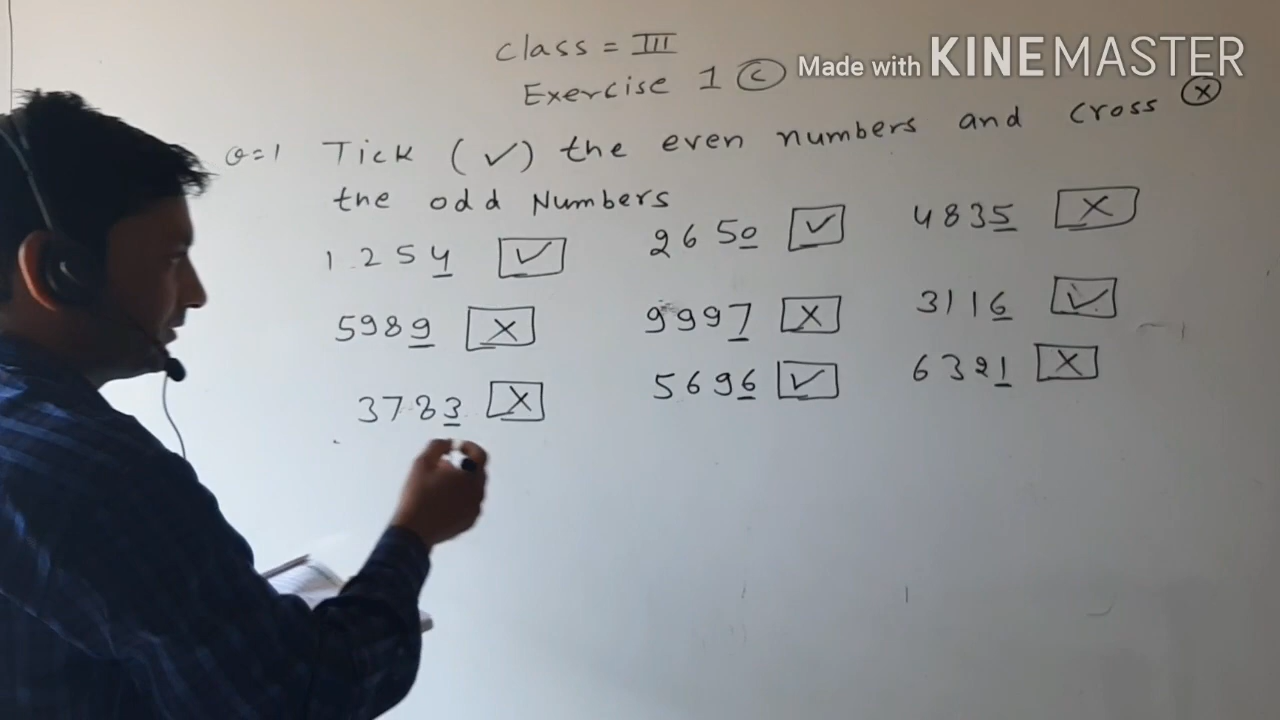 class = III
Exercise 1 (C)
Made with KINEMASTER
Q=1 Tick (✓) the even numbers and cross (X)
the odd Numbers
1254 ✓ 2650 ✓ 4835 X
5989 X 9997 X 3116 ✓
3783 X 5696 ✓ 6321 X